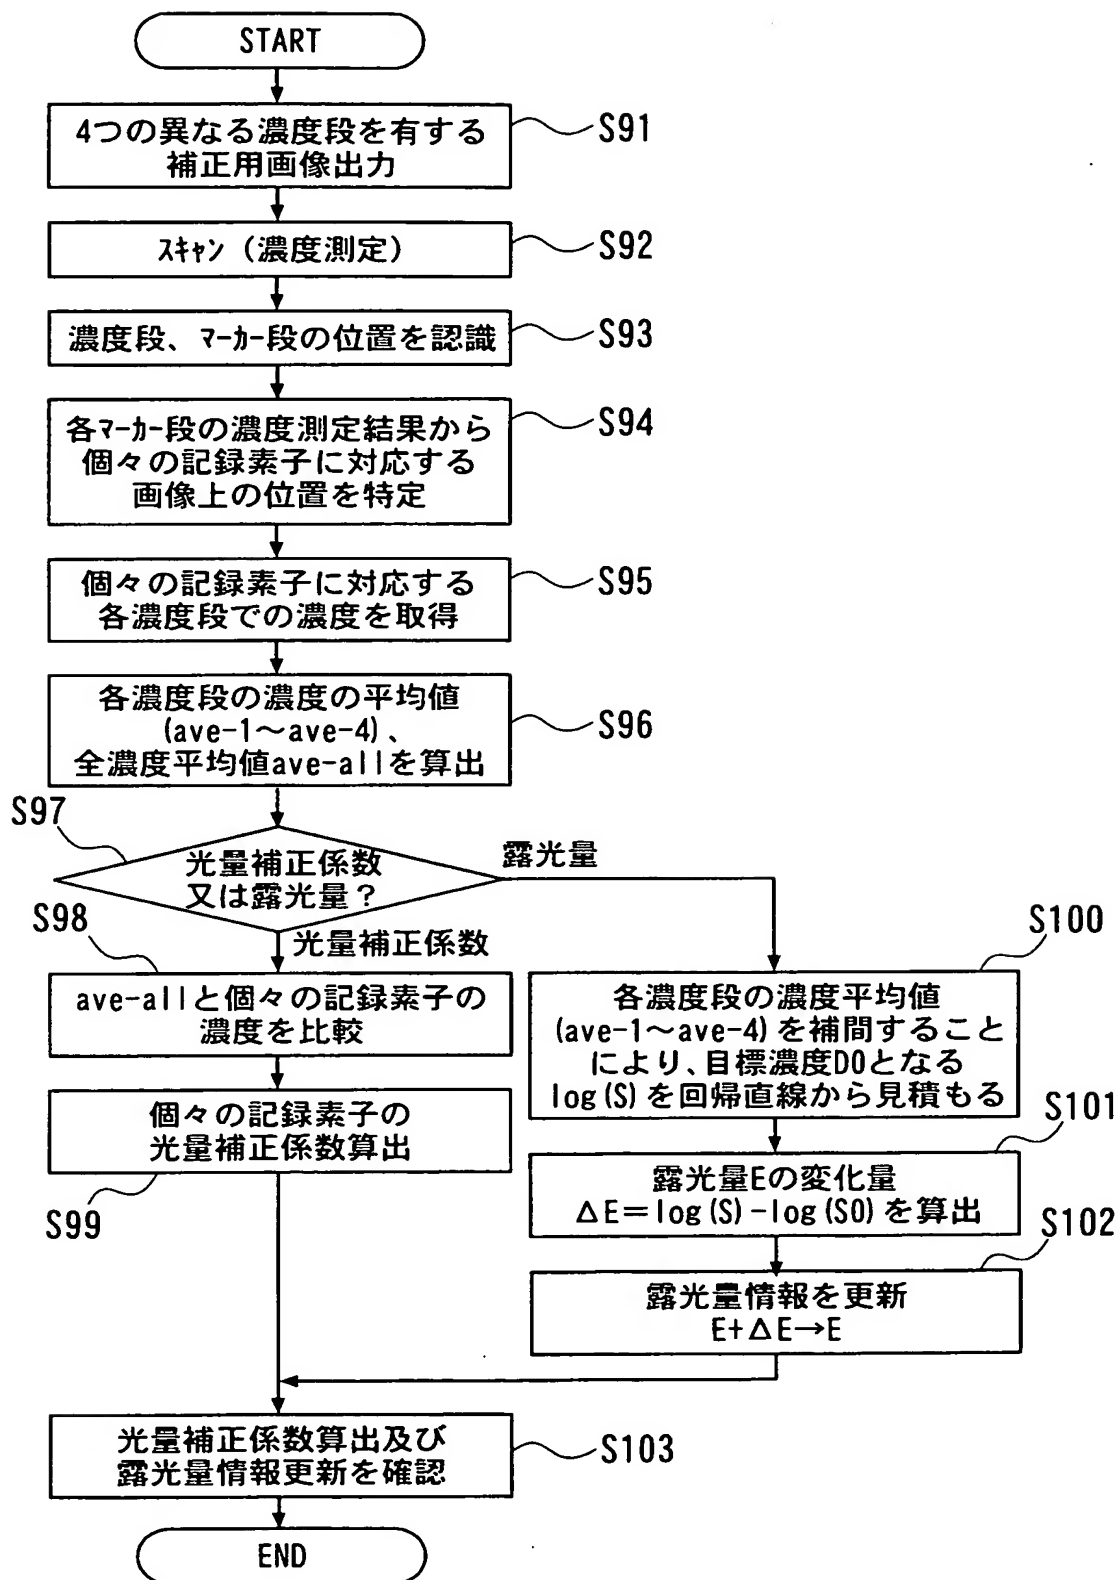 START
4つの異なる濃度段を有する
補正用画像出力
S91
ｽｷｬﾝ（濃度測定）
S92
濃度段、ﾏｰｶｰ段の位置を認識
S93
各ﾏｰｶｰ段の濃度測定結果から
個々の記録素子に対応する
画像上の位置を特定
S94
個々の記録素子に対応する
各濃度段での濃度を取得
S95
各濃度段の濃度の平均値
(ave-1～ave-4)、
全濃度平均値ave-allを算出
S96
S97
光量補正係数
又は露光量？
露光量
S98
光量補正係数
ave-allと個々の記録素子の
濃度を比較
個々の記録素子の
光量補正係数算出
S99
S100
各濃度段の濃度平均値
(ave-1～ave-4)を補間すること
により、目標濃度D0となる
log(S)を回帰直線から見積もる
S101
露光量Eの変化量
ΔE＝log(S)-log(S0)を算出
S102
露光量情報を更新
E+ΔE→E
光量補正係数算出及び
露光量情報更新を確認
S103
END